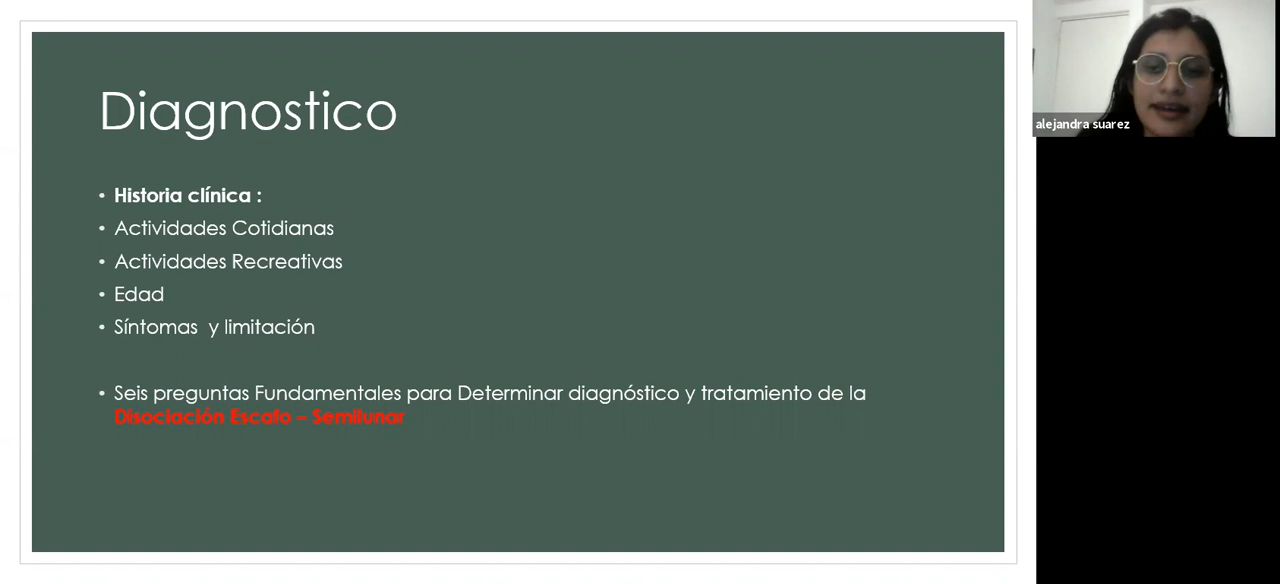 Diagnostico
• Historia clínica :
• Actividades Cotidianas
• Actividades Recreativas
• Edad
• Síntomas y limitación
• Seis preguntas Fundamentales para Determinar diagnóstico y tratamiento de la
Disociación Escafo – Semilunar
alejandra suarez